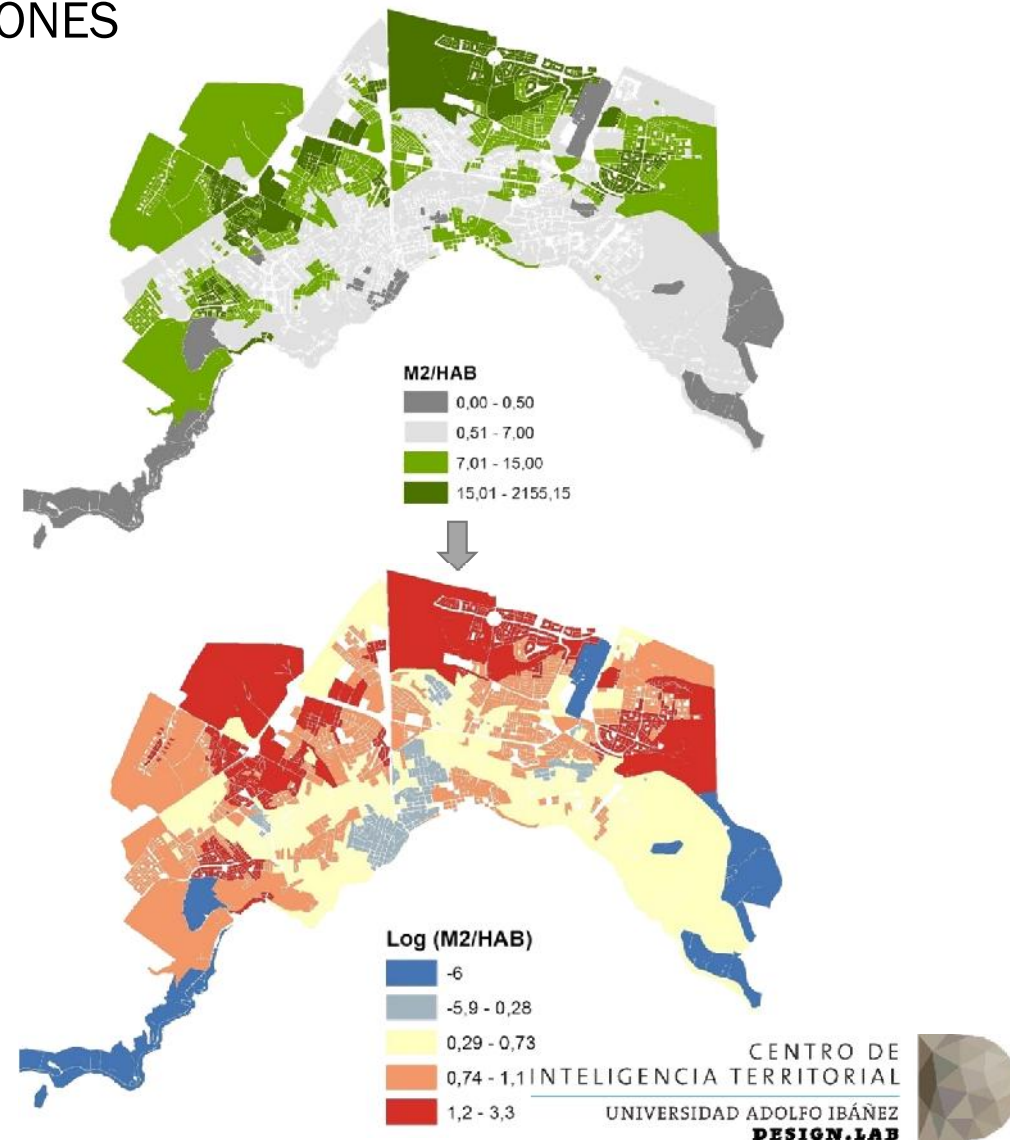 ONES
M2/HAB
0,00 - 0,50
0,51 - 7,00
7,01 - 15,00
15,01 - 2155,15
Log (M2/HAB)
-6
-5,9 - 0,28
0,29 - 0,73
0,74 - 1,1
1,2 - 3,3
CENTRO DE
INTELIGENCIA TERRITORIAL
UNIVERSIDAD ADOLFO IBÁÑEZ
DESIGN.LAB